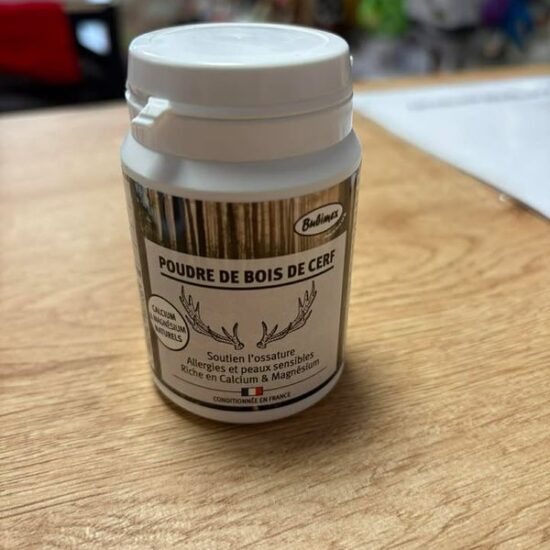 Bubimex
POUDRE DE BOIS DE CERF
CALCIUM
MAGNÉSIUM
NATURELS
Soutien l'ossature
Allergies et peaux sensibles
Riche en Calcium & Magnésium
CONDITIONNÉE EN FRANCE